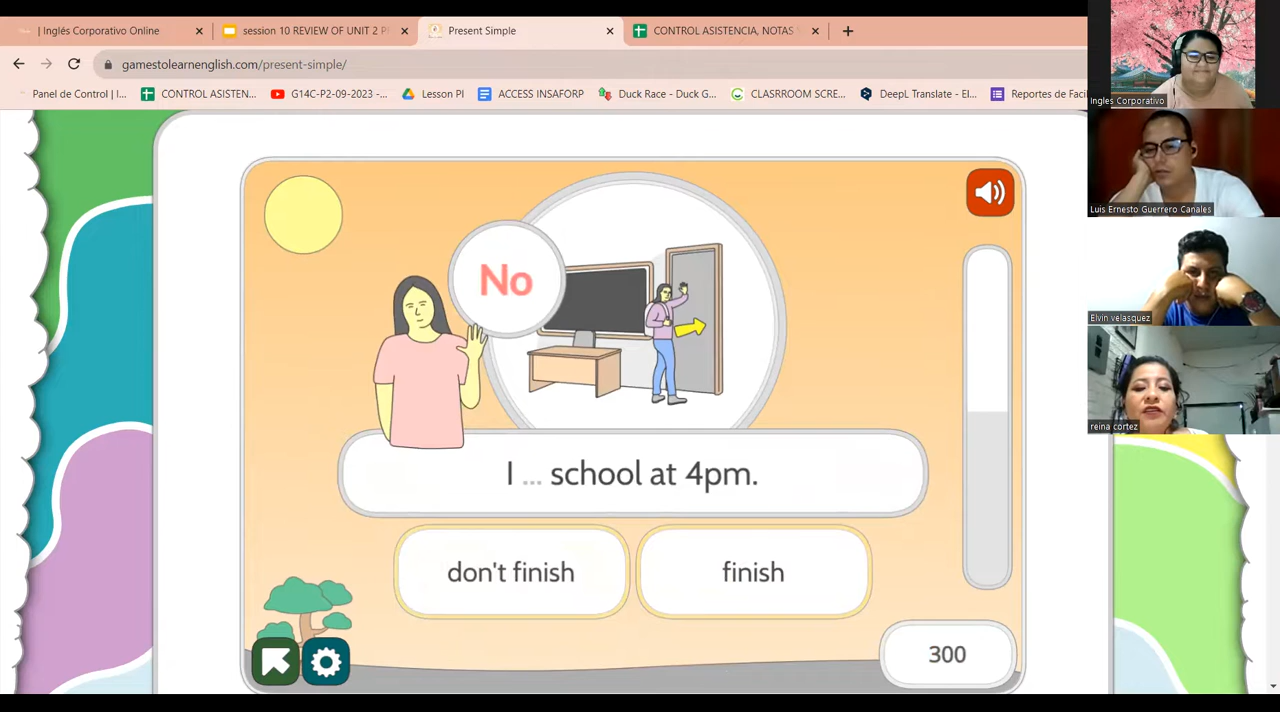 | Inglés Corporativo Online
session 10 REVIEW OF UNIT 2 P
Present Simple
CONTROL ASISTENCIA, NOTAS
gamestolearnenglish.com/present-simple/
Panel de Control | I...
CONTROL ASISTEN...
G14C-P2-09-2023 -...
Lesson Pl
ACCESS INSAFORP
Duck Race - Duck G...
CLASRROOM SCRE...
DeepL Translate - El...
Reportes de Facil
Ingles Corporativo
Luis Ernesto Guerrero Canales
Elvin velasquez
reina cortez
No
I ... school at 4pm.
don't finish
finish
300